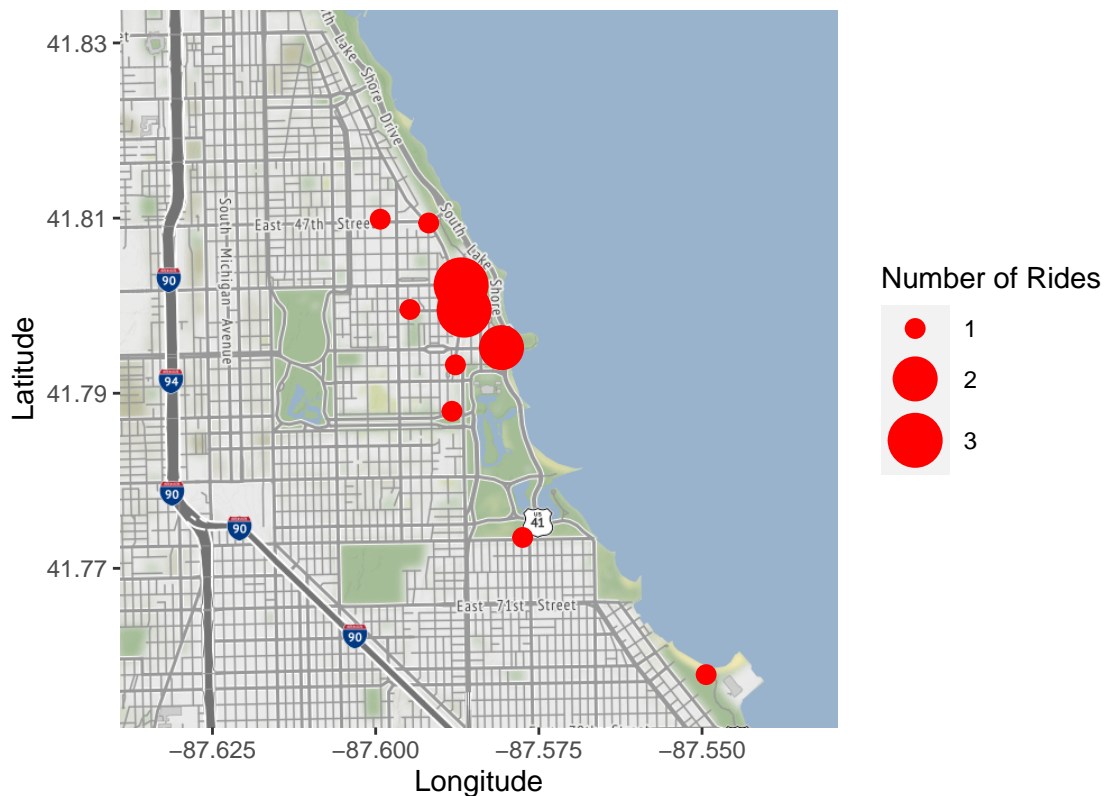 41.83
41.81
41.79
41.77
Latitude
−87.625
−87.600
−87.575
−87.550
Longitude
South Lake Shore Drive
South Lake Shore
East 47th Stree
South Michigan Avenue
90
94
90
90
US
41
East 71st Street
90
Number of Rides
1
2
3